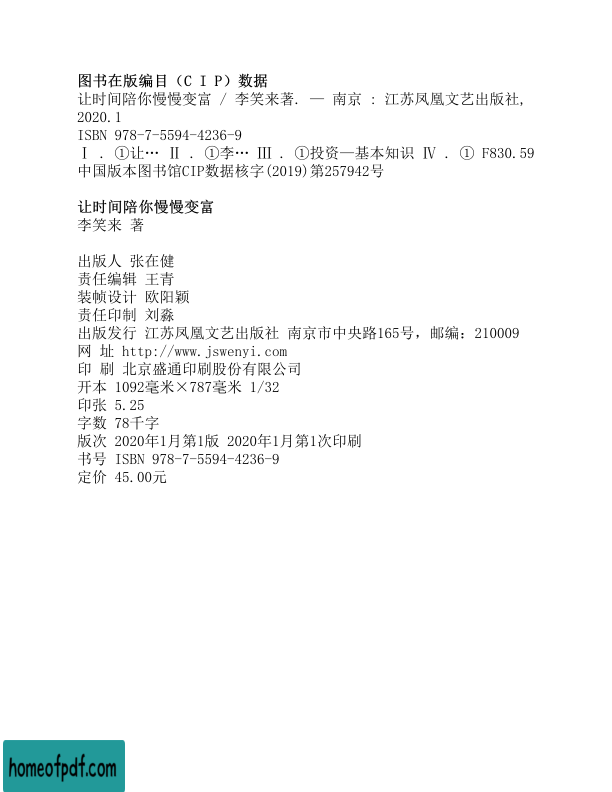 图书在版编目（C I P）数据
让时间陪你慢慢变富 / 李笑来著. — 南京 : 江苏凤凰文艺出版社,
2020.1
ISBN 978-7-5594-4236-9
Ⅰ . ①让… Ⅱ . ①李… Ⅲ . ①投资—基本知识 Ⅳ . ① F830.59
中国版本图书馆CIP数据核字(2019)第257942号
让时间陪你慢慢变富
李笑来 著
出版人 张在健
责任编辑 王青
装帧设计 欧阳颖
责任印制 刘淼
出版发行 江苏凤凰文艺出版社 南京市中央路165号，邮编：210009
网 址 http://www.jswenyi.com
印 刷 北京盛通印刷股份有限公司
开本 1092毫米×787毫米 1/32
印张 5.25
字数 78千字
版次 2020年1月第1版 2020年1月第1次印刷
书号 ISBN 978-7-5594-4236-9
定价 45.00元
homeofpdf.com